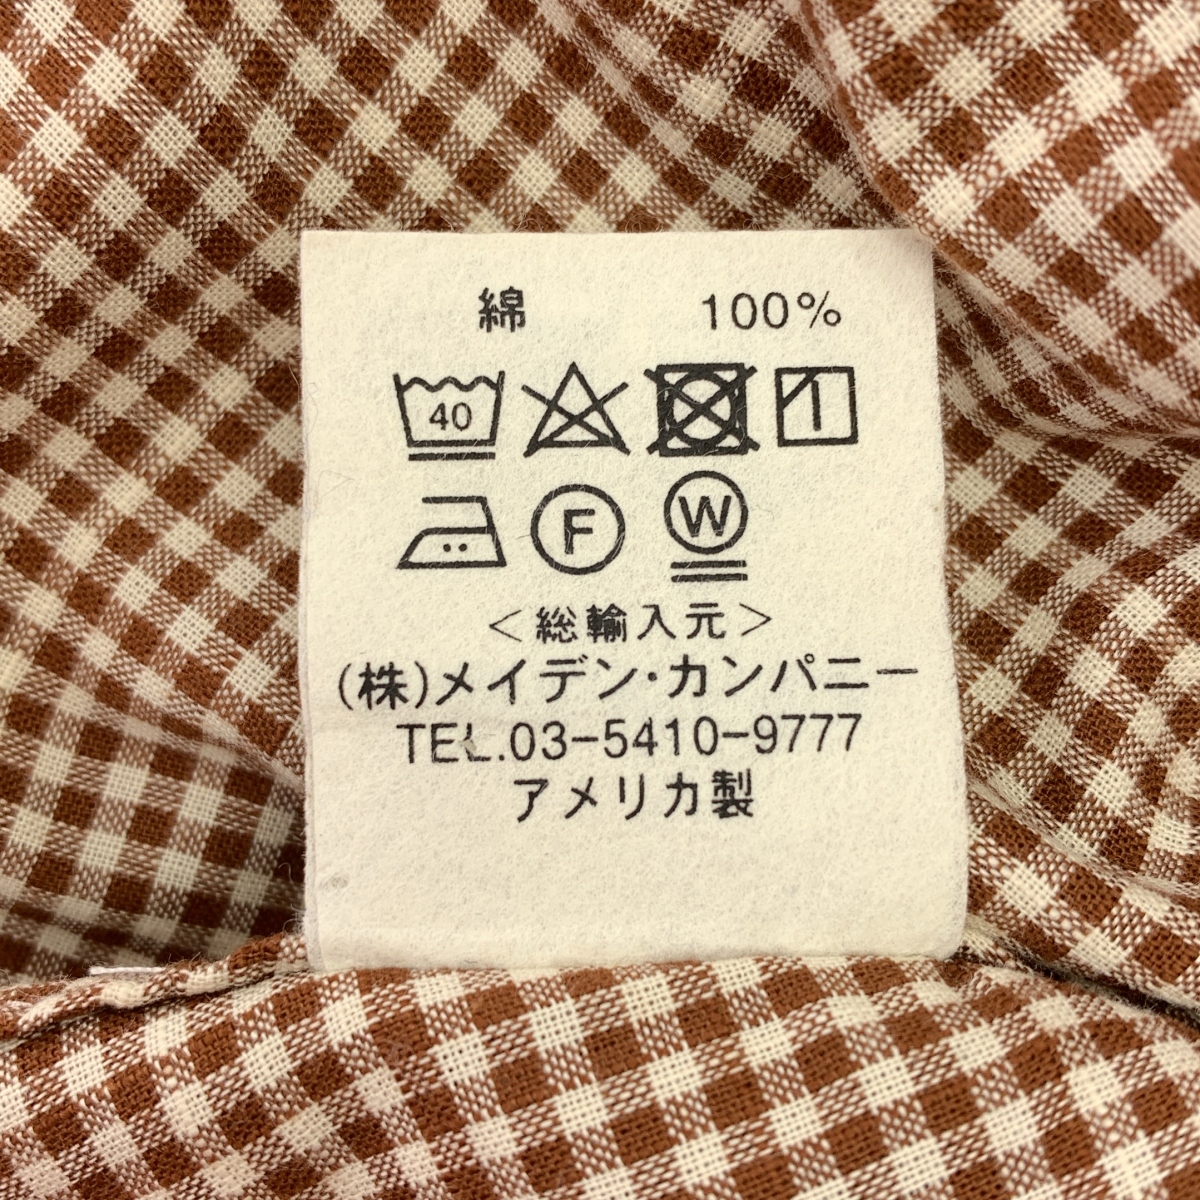 綿 100%
40
F W
＜総輸入元＞
(株)メイデン・カンパニー
TEL.03-5410-9777
アメリカ製